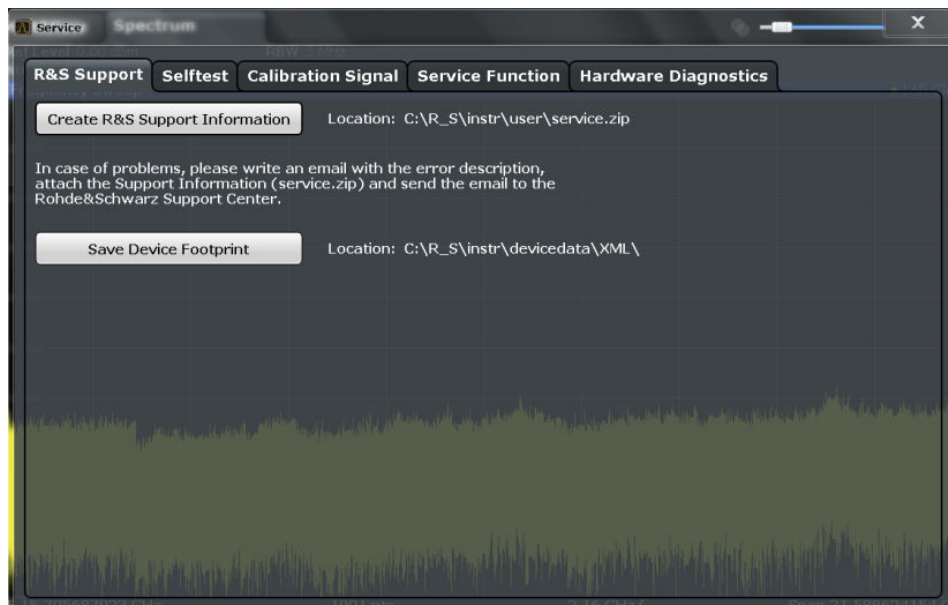 Service
Spectrum
R&S Support
Selftest
Calibration Signal
Service Function
Hardware Diagnostics
Create R&S Support Information
Location: C:\R_S\instr\user\service.zip
In case of problems, please write an email with the error description,
attach the Support Information (service.zip) and send the email to the
Rohde&Schwarz Support Center.
Save Device Footprint
Location: C:\R_S\instr\devicedata\XML\